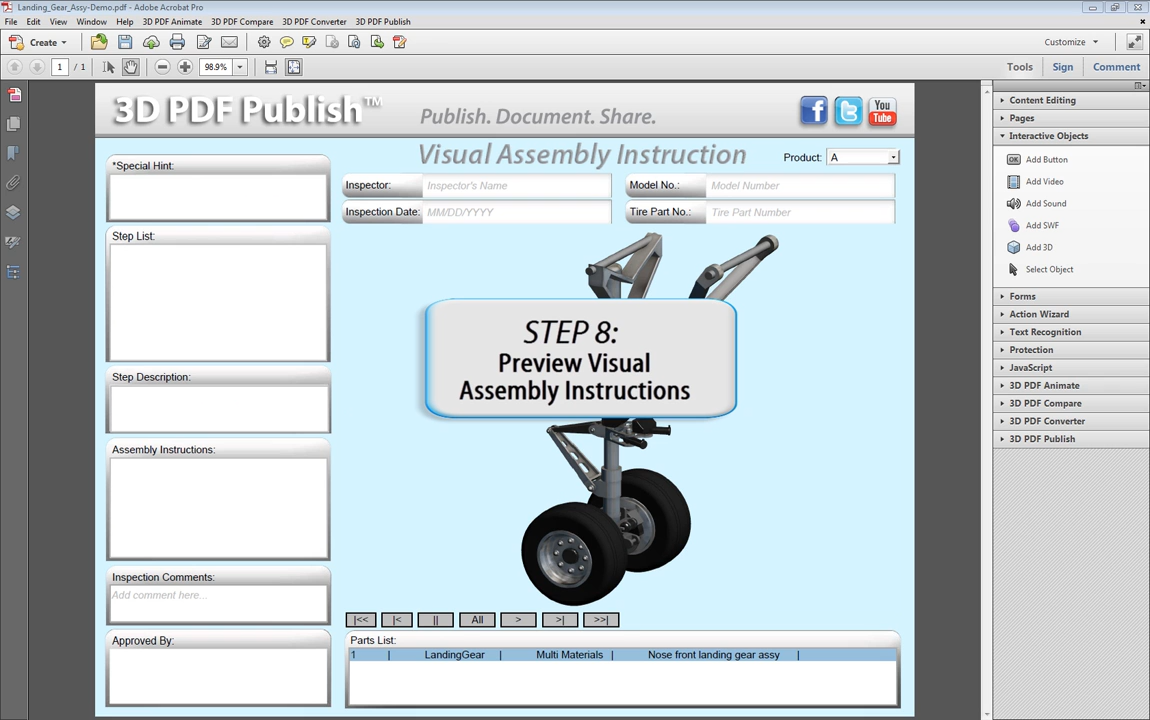 Landing_Gear_Assy-Demo.pdf - Adobe Acrobat Pro
File Edit View Window Help 3D PDF Animate 3D PDF Compare 3D PDF Converter 3D PDF Publish
Create
Customize
1 / 1
98.9%
Tools Sign Comment
3D PDF Publish™
Publish. Document. Share.
You
Tube
Visual Assembly Instruction
Product: A
*Special Hint:
Inspector: Inspector's Name
Model No.: Model Number
Inspection Date: MM/DD/YYYY
Tire Part No.: Tire Part Number
Step List:
STEP 8:
Preview Visual
Assembly Instructions
Step Description:
Assembly Instructions:
Inspection Comments:
Add comment here...
Approved By:
|<< |< || All > >| >>|
Parts List:
1 | LandingGear | Multi Materials | Nose front landing gear assy |
Content Editing
Pages
Interactive Objects
OK Add Button
Add Video
Add Sound
Add SWF
Add 3D
Select Object
Forms
Action Wizard
Text Recognition
Protection
JavaScript
3D PDF Animate
3D PDF Compare
3D PDF Converter
3D PDF Publish